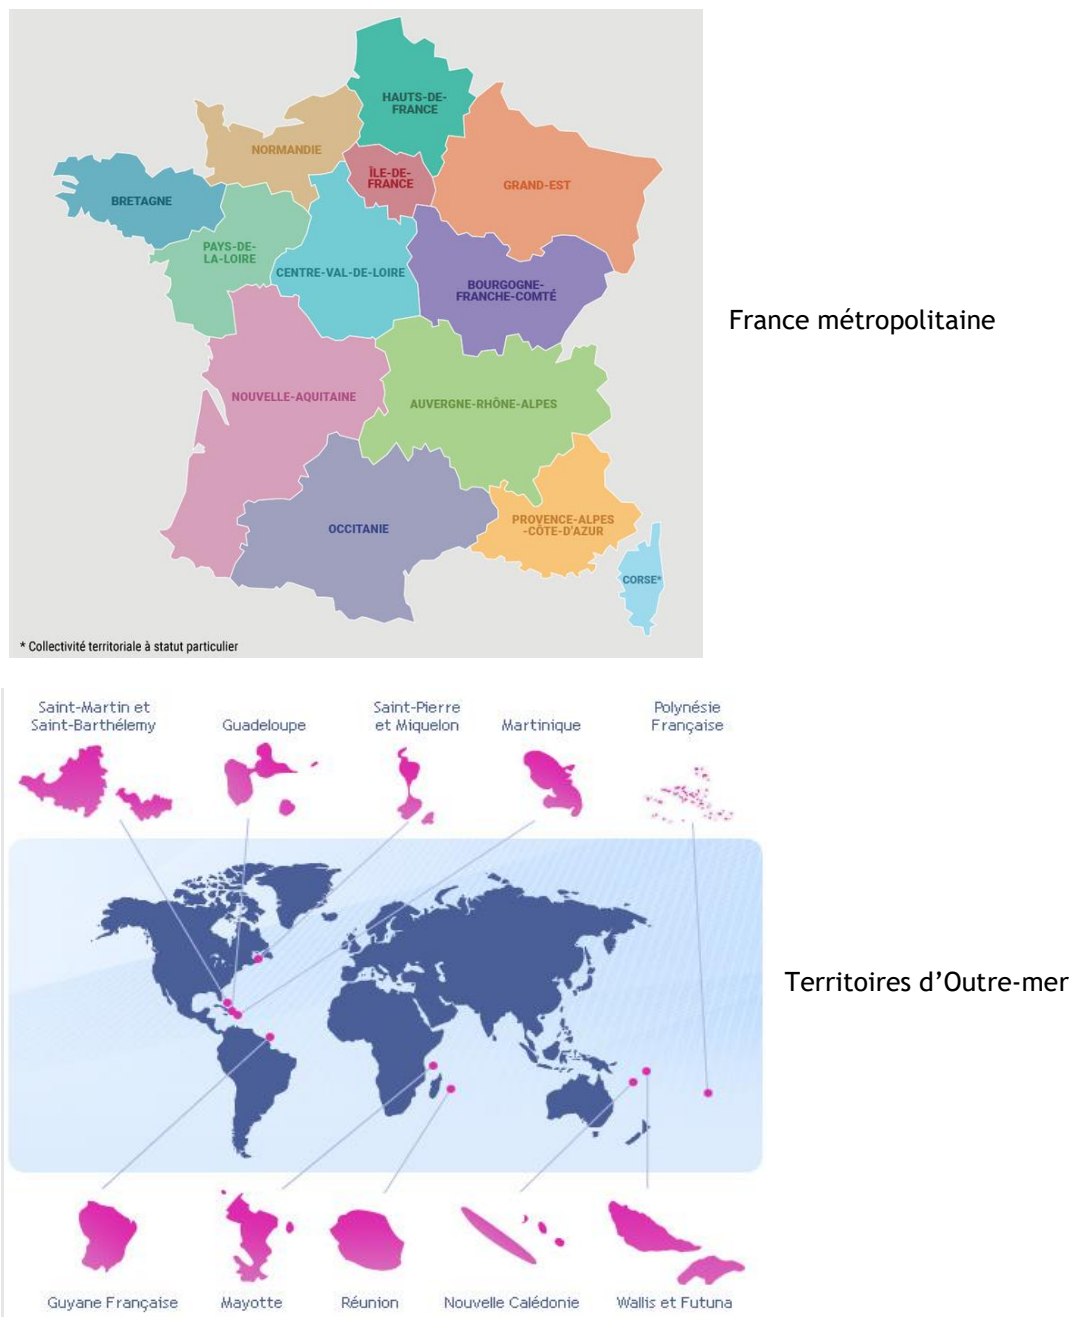 HAUTS-DE-
FRANCE
NORMANDIE
ÎLE-DE-
FRANCE
GRAND-EST
BRETAGNE
PAYS-DE-
LA-LOIRE
CENTRE-VAL-DE-LOIRE
BOURGOGNE-
FRANCHE-COMTÉ
France métropolitaine
NOUVELLE-AQUITAINE
AUVERGNE-RHÔNE-ALPES
OCCITANIE
PROVENCE-ALPES
-CÔTE-D'AZUR
CORSE*
* Collectivité territoriale à statut particulier
Saint-Martin et
Saint-Barthélemy
Guadeloupe
Saint-Pierre
et Miquelon
Martinique
Polynésie
Française
Territoires d’Outre-mer
Guyane Française
Mayotte
Réunion
Nouvelle Calédonie
Wallis et Futuna